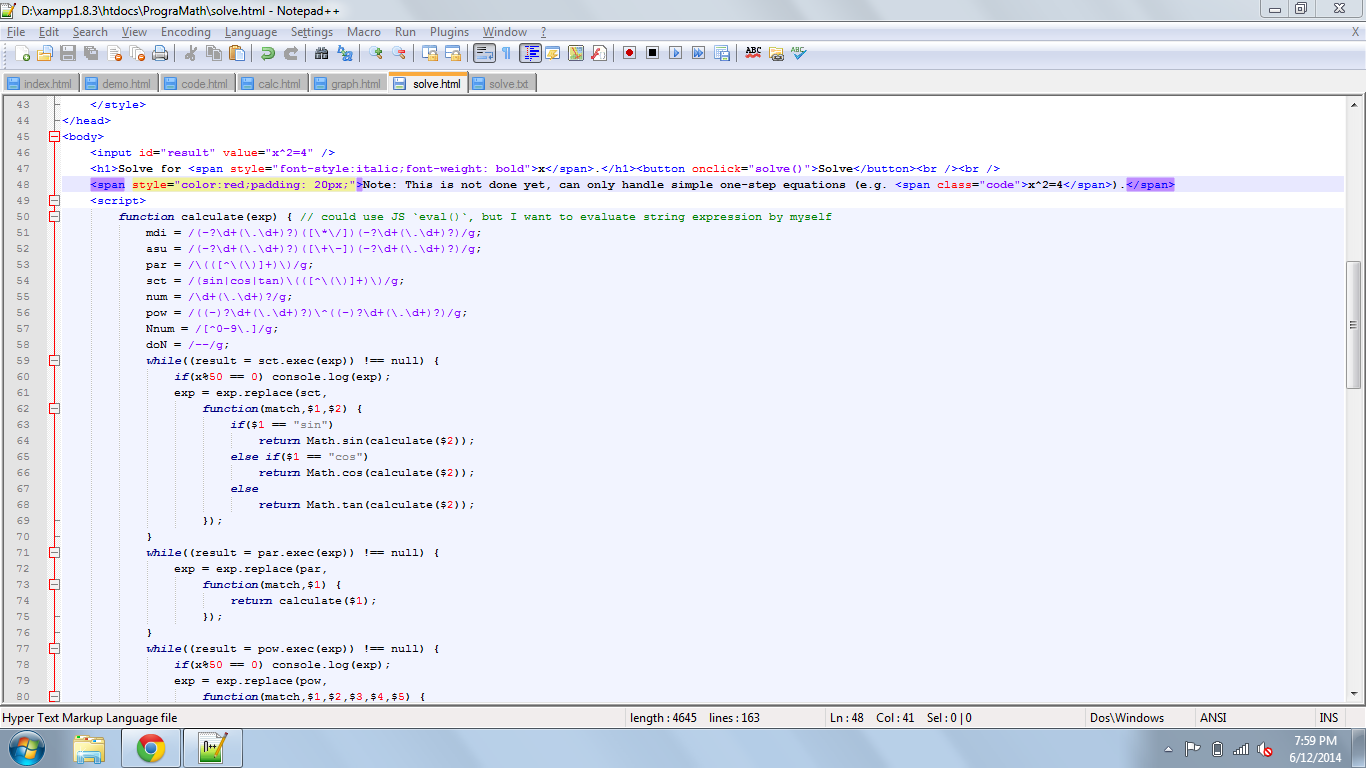 D:\xampp1.8.3\htdocs\PrograMath\solve.html - Notepad++
File Edit Search View Encoding Language Settings Macro Run Plugins Window ? X
index.html demo.html code.html calc.html graph.html solve.html solve.txt
43 </style>
44 </head>
45 <body>
46 <input id="result" value="x^2=4" />
47 <h1>Solve for <span style="font-style:italic;font-weight: bold">x</span>.</h1><button onclick="solve()">Solve</button><br /><br />
48 <span style="color:red;padding: 20px;">Note: This is not done yet, can only handle simple one-step equations (e.g. <span class="code">x^2=4</span>).</span>
49 <script>
50 function calculate(exp) { // could use JS `eval()`, but I want to evaluate string expression by myself
51 mdi = /(-?\d+(\.\d+)?)([\*\/])(-?\d+(\.\d+)?)/g;
52 asu = /(-?\d+(\.\d+)?)([\+\-])(-?\d+(\.\d+)?)/g;
53 par = /\(([^\(\)]+)\)/g;
54 sct = /(sin|cos|tan)\(([^\(\)]+)\)/g;
55 num = /\d+(\.\d+)?/g;
56 pow = /((-)?\d+(\.\d+)?)\^((-)?\d+(\.\d+)?)/g;
57 Nnum = /[^0-9\.]/g;
58 doN = /--/g;
59 while((result = sct.exec(exp)) !== null) {
60 if(x%50 == 0) console.log(exp);
61 exp = exp.replace(sct,
62 function(match,$1,$2) {
63 if($1 == "sin")
64 return Math.sin(calculate($2));
65 else if($1 == "cos")
66 return Math.cos(calculate($2));
67 else
68 return Math.tan(calculate($2));
69 });
70 }
71 while((result = par.exec(exp)) !== null) {
72 exp = exp.replace(par,
73 function(match,$1) {
74 return calculate($1);
75 });
76 }
77 while((result = pow.exec(exp)) !== null) {
78 if(x%50 == 0) console.log(exp);
79 exp = exp.replace(pow,
80 function(match,$1,$2,$3,$4,$5) {
Hyper Text Markup Language file length : 4645 lines : 163 Ln : 48 Col : 41 Sel : 0 | 0 Dos\Windows ANSI INS
7:59 PM
6/12/2014